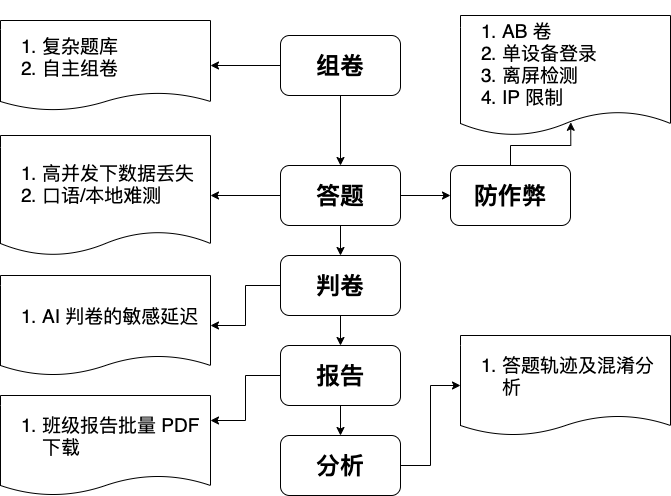 1. 复杂题库
2. 自主组卷
组卷
1. AB 卷
2. 单设备登录
3. 离屏检测
4. IP 限制
1. 高并发下数据丢失
2. 口语/本地难测
答题
防作弊
1. AI 判卷的敏感延迟
判卷
报告
1. 答题轨迹及混淆分
析
1. 班级报告批量 PDF
下载
分析